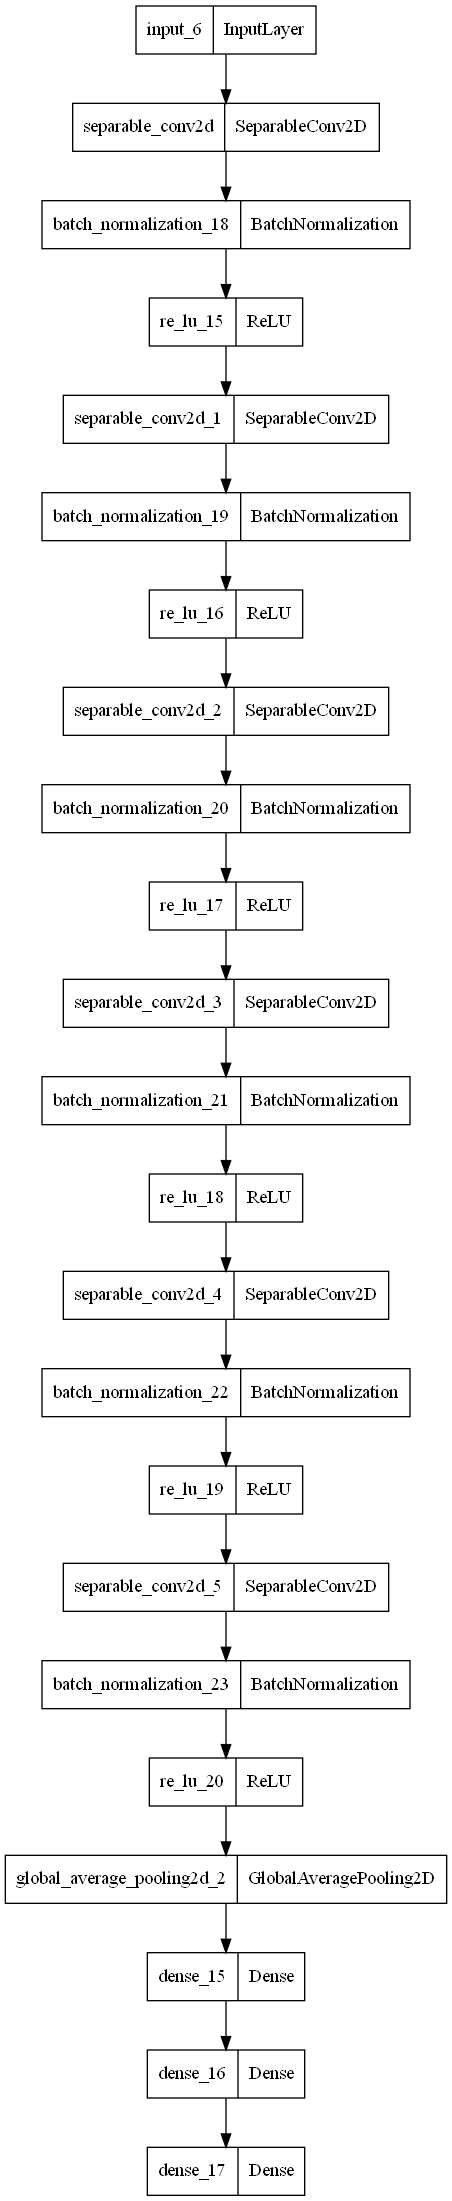 input_6 InputLayer
separable_conv2d SeparableConv2D
batch_normalization_18 BatchNormalization
re_lu_15 ReLU
separable_conv2d_1 SeparableConv2D
batch_normalization_19 BatchNormalization
re_lu_16 ReLU
separable_conv2d_2 SeparableConv2D
batch_normalization_20 BatchNormalization
re_lu_17 ReLU
separable_conv2d_3 SeparableConv2D
batch_normalization_21 BatchNormalization
re_lu_18 ReLU
separable_conv2d_4 SeparableConv2D
batch_normalization_22 BatchNormalization
re_lu_19 ReLU
separable_conv2d_5 SeparableConv2D
batch_normalization_23 BatchNormalization
re_lu_20 ReLU
global_average_pooling2d_2 GlobalAveragePooling2D
dense_15 Dense
dense_16 Dense
dense_17 Dense